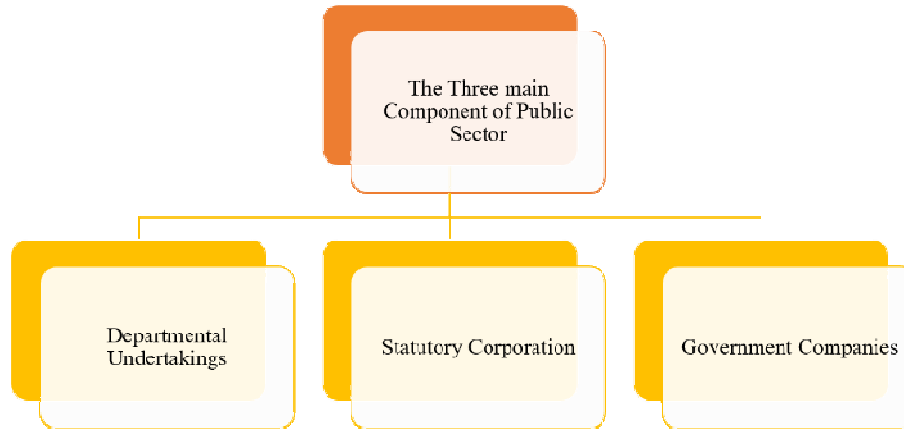 The Three main
Component of Public
Sector
Departmental
Undertakings
Statutory Corporation
Government Companies